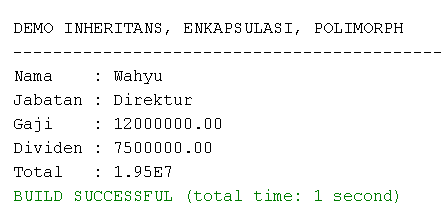 DEMO INHERITANS, ENKAPSULASI, POLIMORPH
-------------------------------------------
Nama    : Wahyu
Jabatan : Direktur
Gaji    : 12000000.00
Dividen : 7500000.00
Total   : 1.95E7
BUILD SUCCESSFUL (total time: 1 second)